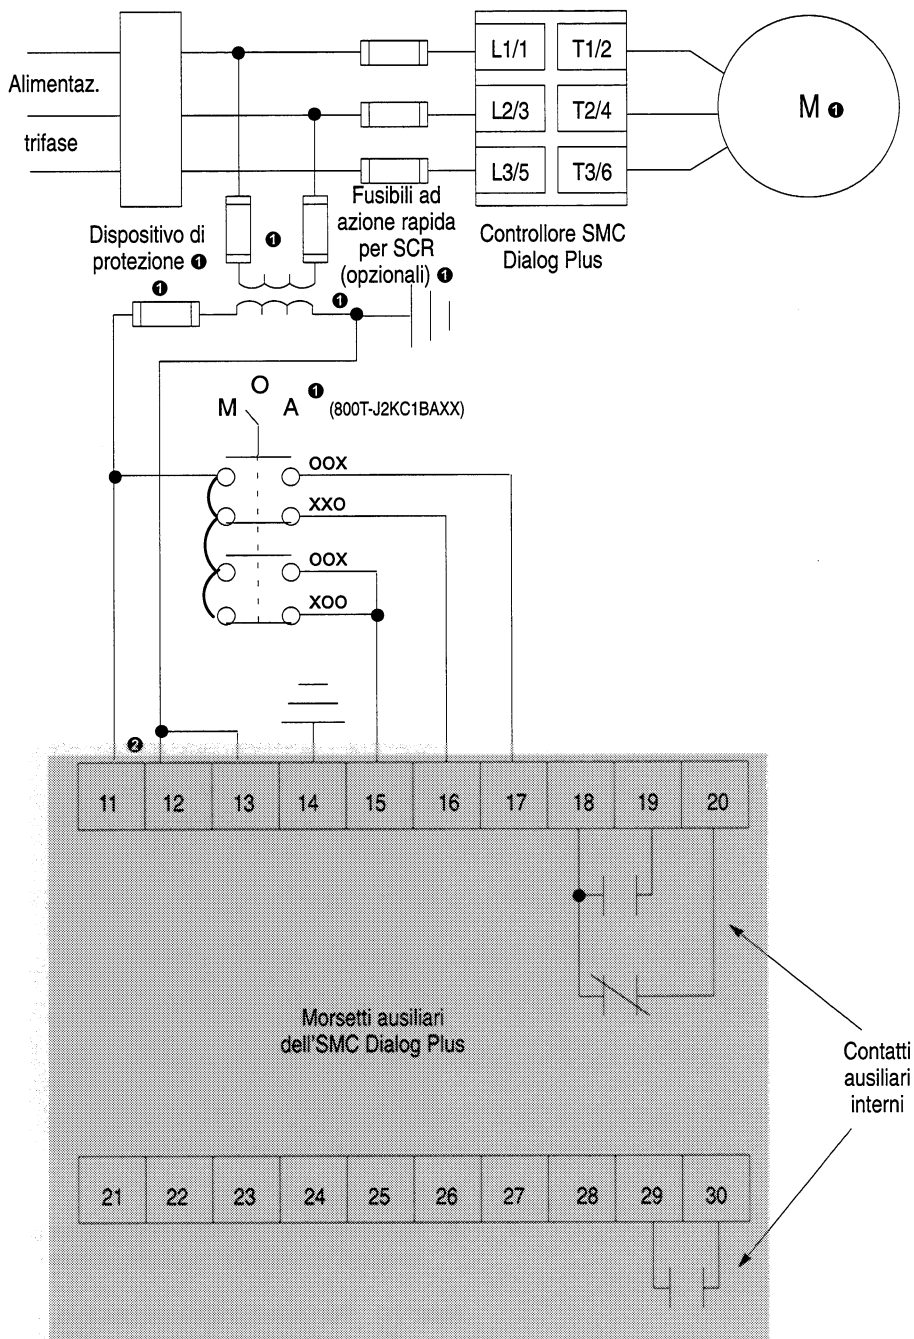 L1/1 T1/2
Alimentaz.
L2/3 T2/4
M ❶
trifase
L3/5 T3/6
Dispositivo di
protezione ❶
❶
❶
Fusibili ad
azione rapida
per SCR
(opzionali) ❶
Controllore SMC
Dialog Plus
❶
M O A ❶ (800T-J2KC1BAXX)
OOX
XXO
OOX
XOO
❷
11 12 13 14 15 16 17 18 19 20
Morsetti ausiliari
dell'SMC Dialog Plus
Contatti
ausiliari
interni
21 22 23 24 25 26 27 28 29 30